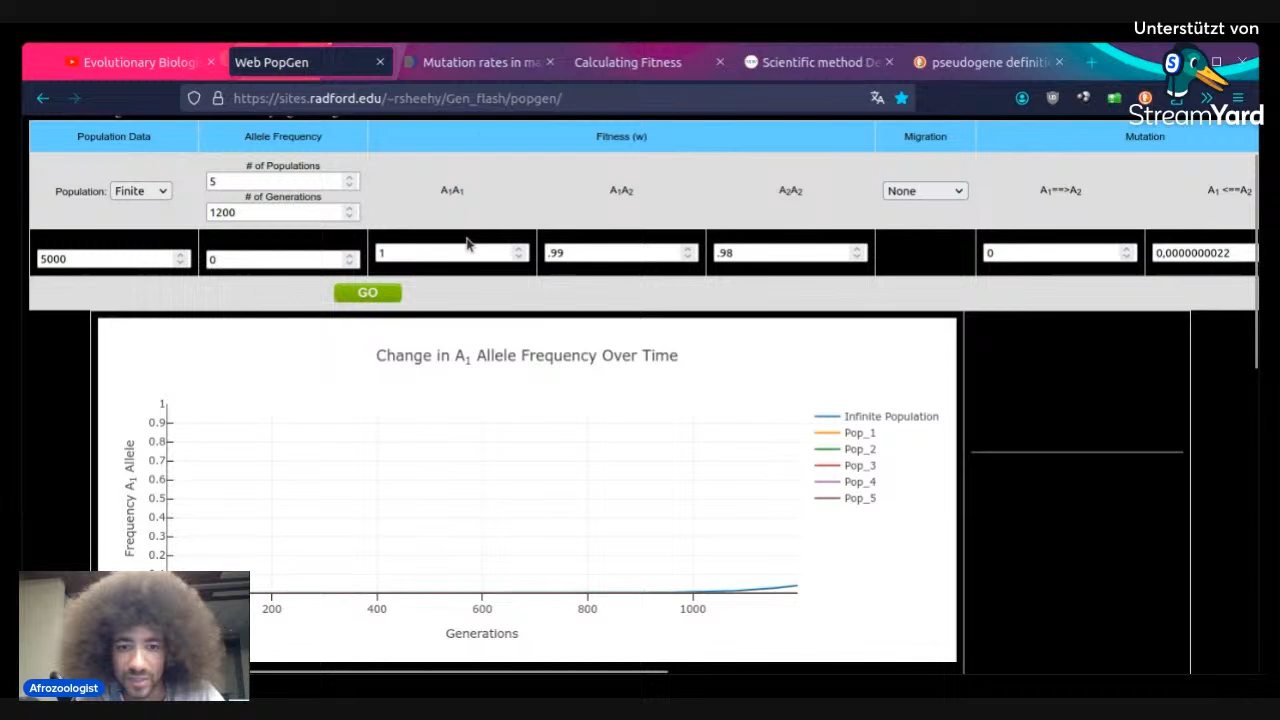 Unterstützt von
StreamYard
Evolutionary Biolog
Web PopGen
Mutation rates in ma
Calculating Fitness
Scientific method De
pseudogene definiti
https://sites.radford.edu/~rsheehy/Gen_flash/popgen/
Population Data
Allele Frequency
Fitness (w)
Migration
Mutation
Population: Finite
# of Populations
5
# of Generations
1200
A1A1
A1A2
A2A2
None
A1==>A2
A1 <==A2
5000
0
1
.99
.98
0
0,0000000022
GO
Change in A1 Allele Frequency Over Time
Frequency A1 Allele
1
0.9
0.8
0.7
0.6
0.5
0.4
0.3
0.2
200
400
600
800
1000
Generations
Infinite Population
Pop_1
Pop_2
Pop_3
Pop_4
Pop_5
Afrozoologist